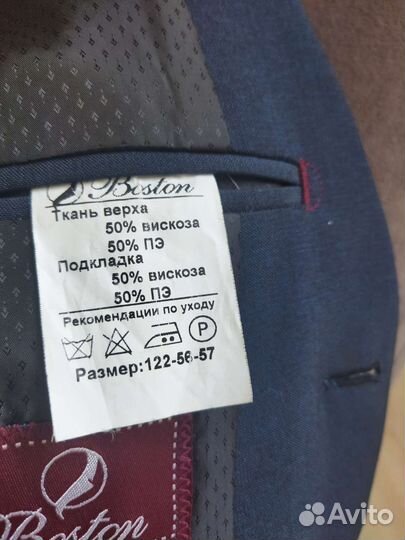 Boston
Ткань верха
50% вискоза
50% ПЭ
Подкладка
50% вискоза
50% ПЭ
Рекомендации по уходу
P
Размер:122-56-57
Boston
Avito